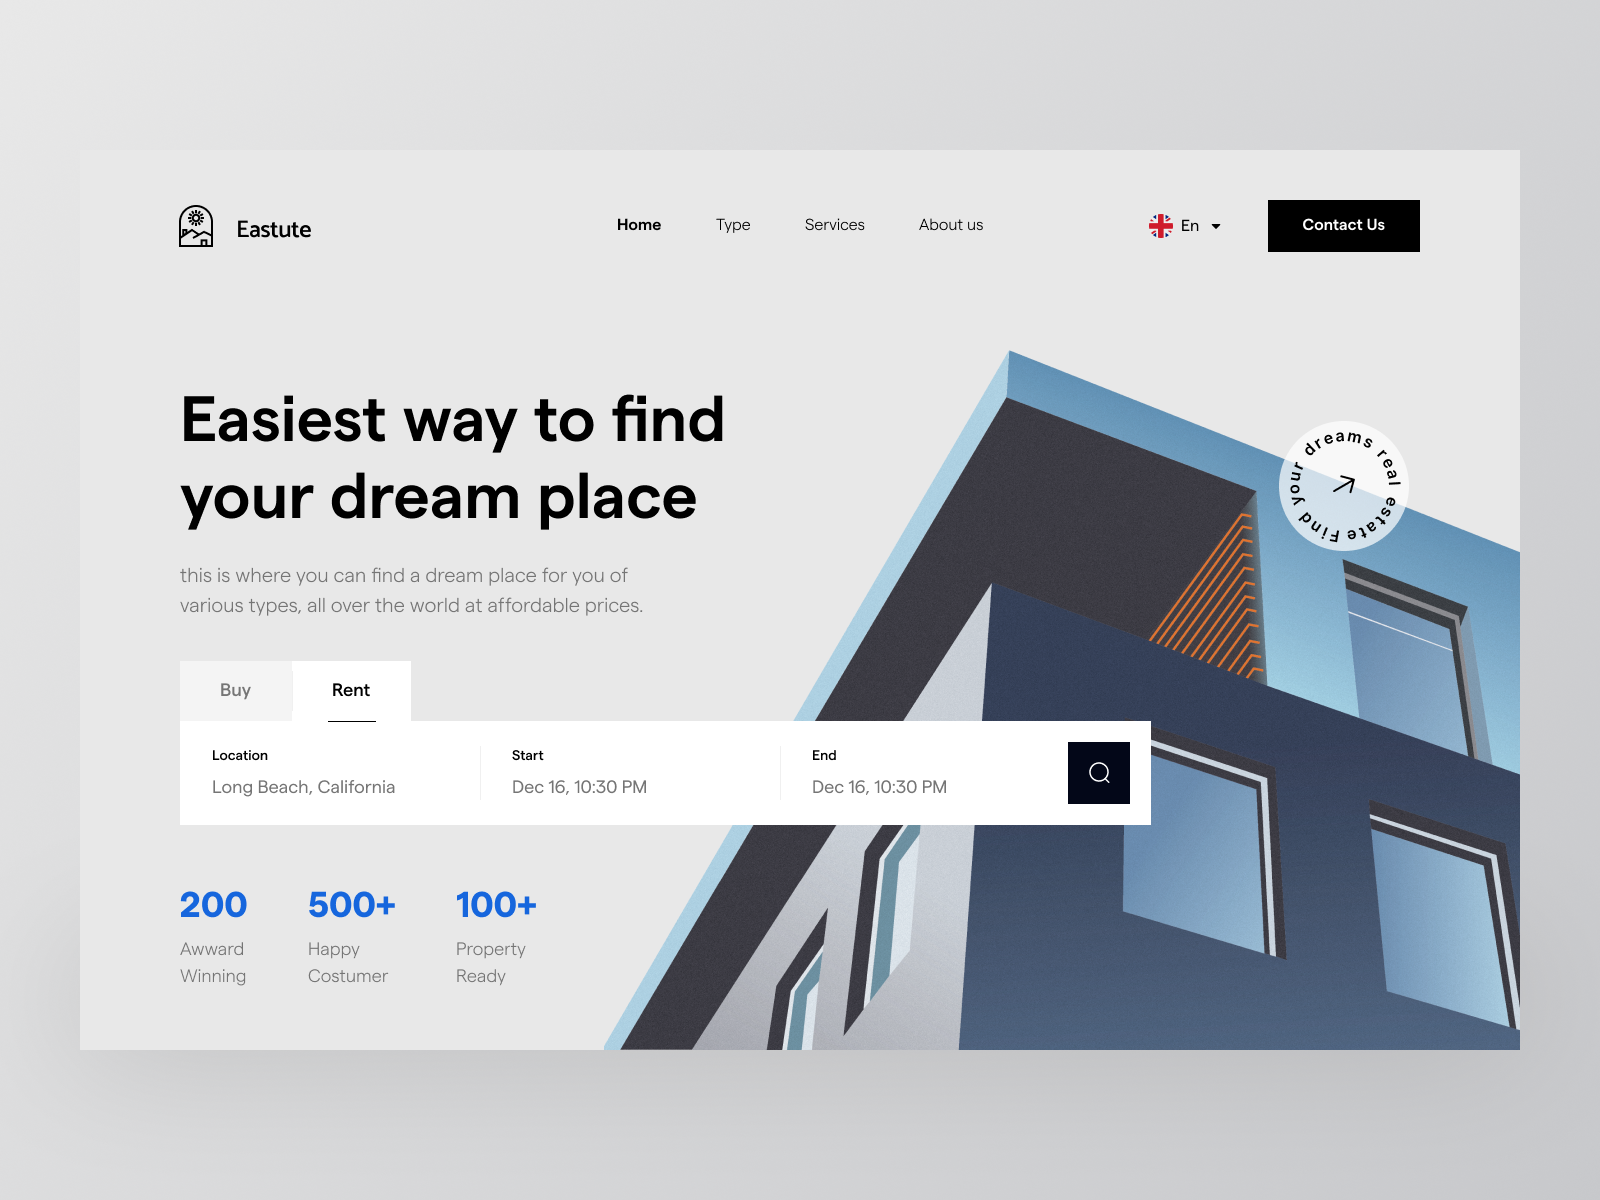 Eastute
Home
Type
Services
About us
En
Contact Us
Easiest way to find
your dream place
this is where you can find a dream place for you of
various types, all over the world at affordable prices.
Find your dreams real estate
Buy
Rent
Location
Long Beach, California
Start
Dec 16, 10:30 PM
End
Dec 16, 10:30 PM
200
Awward
Winning
500+
Happy
Costumer
100+
Property
Ready